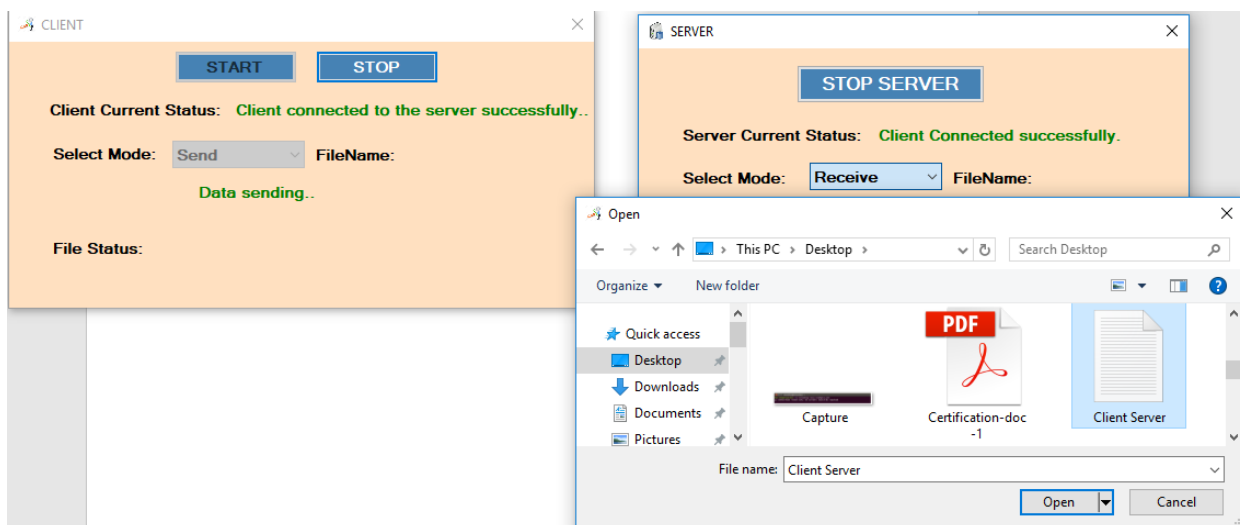 CLIENT
START STOP
Client Current Status: Client connected to the server successfully..
Select Mode: Send FileName:
Data sending..
File Status:
SERVER
STOP SERVER
Server Current Status: Client Connected successfully.
Select Mode: Receive FileName:
Open
This PC > Desktop > Search Desktop
Organize New folder
Quick access
Desktop
Downloads
Documents
Pictures
PDF
Capture
Certification-doc
-1
Client Server
File name: Client Server
Open Cancel